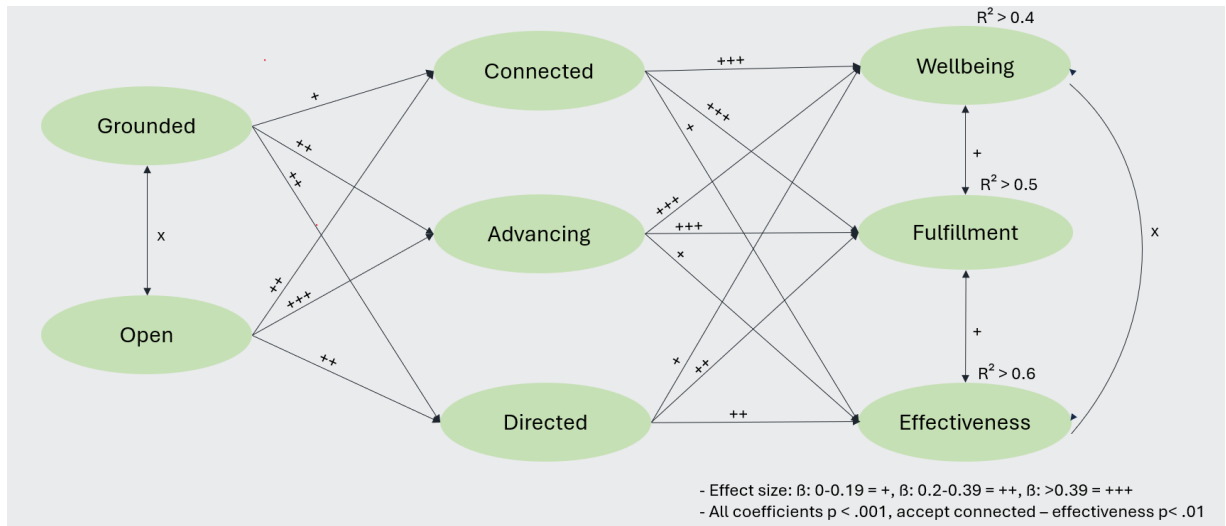 R² > 0.4
Connected
+++
Wellbeing
Grounded
+
+++
+
++
++
+
R² > 0.5
+++
x
Advancing
+++
Fulfillment
x
+
++
+++
Open
++
+
+
++
R² > 0.6
Directed
++
Effectiveness
- Effect size: ß: 0-0.19 = +, ß: 0.2-0.39 = ++, ß: >0.39 = +++
- All coefficients p < .001, accept connected – effectiveness p< .01